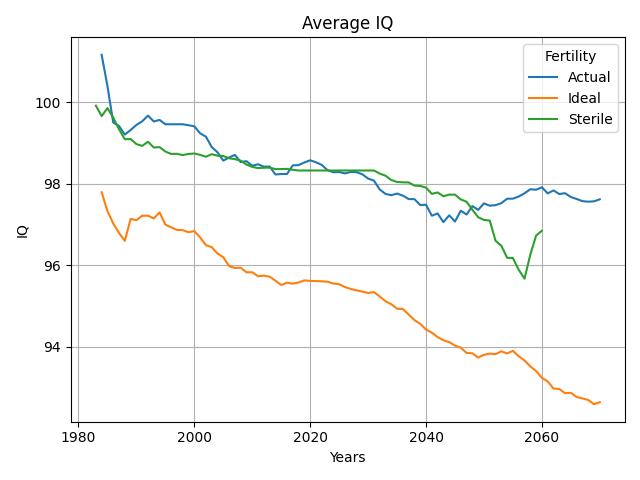 Average IQ
Fertility
Actual
Ideal
Sterile
IQ
100
98
96
94
1980
2000
2020
2040
2060
Years